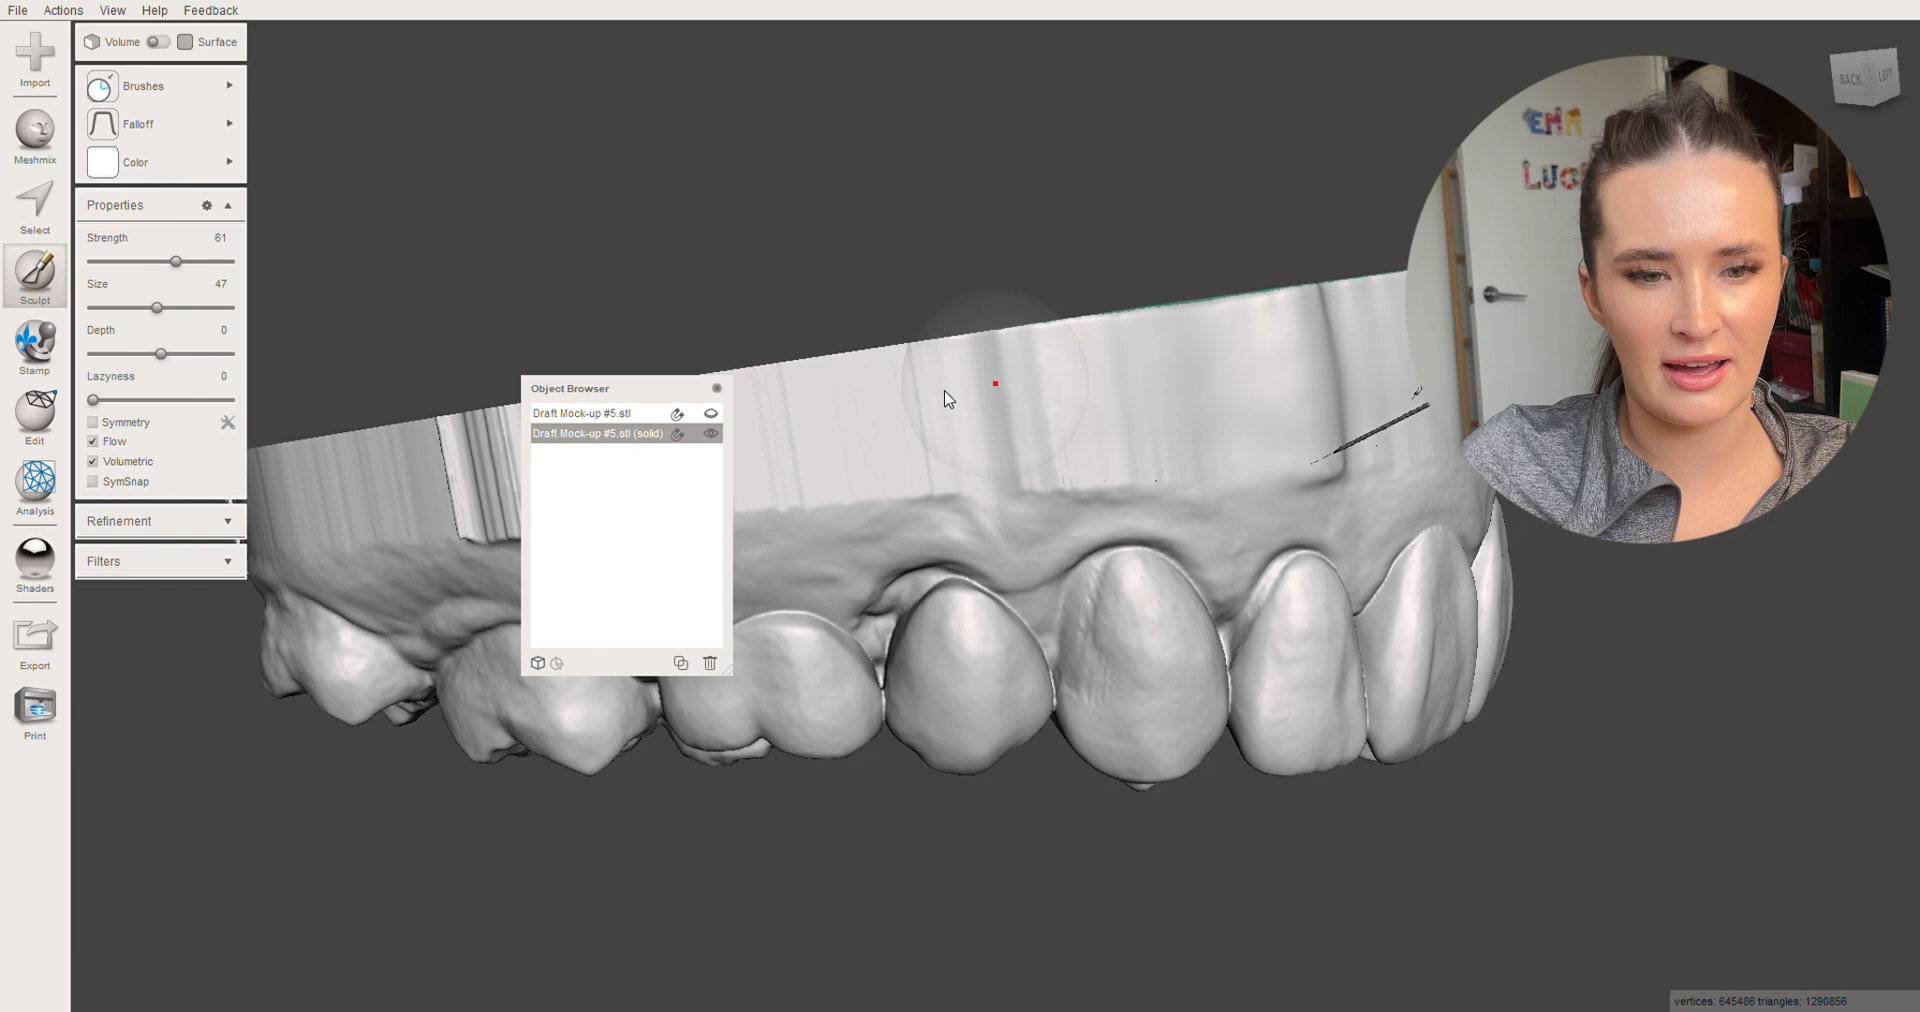 File Actions View Help Feedback
Import
Meshmix
Select
Sculpt
Stamp
Edit
Analysis
Shaders
Export
Print
Volume Surface
Brushes
Falloff
Color
Properties
Strength 61
Size 47
Depth 0
Lazyness 0
Symmetry
Flow
Volumetric
SymSnap
Refinement
Filters
Object Browser
Draft Mock-up #5.stl
Draft Mock-up #5.stl (solid)
EMM
BACK LEFT
vertices: 645486 triangles: 1290856